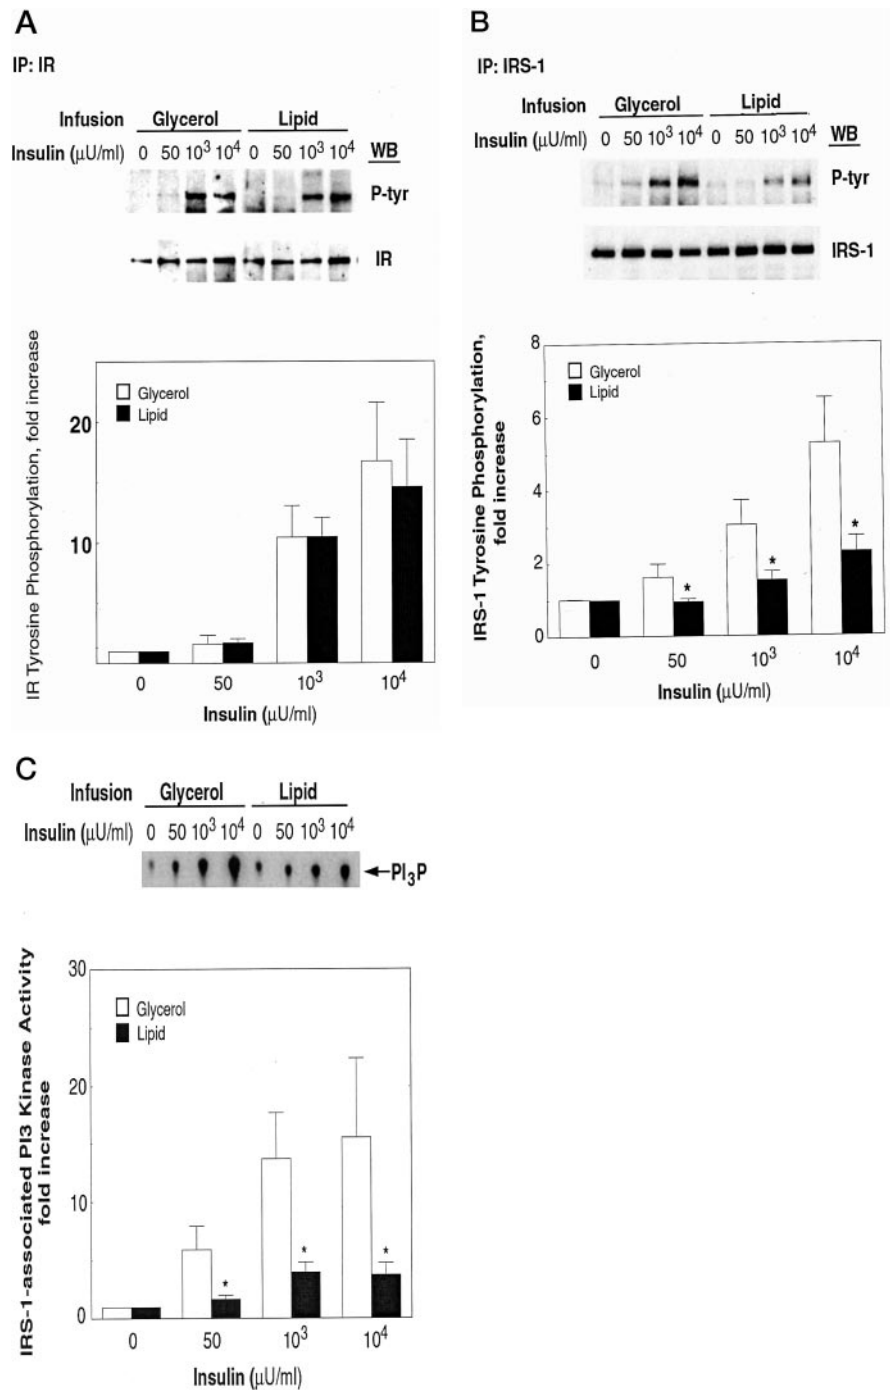 A
IP: IR
Infusion Glycerol Lipid
Insulin (μU/ml) 0 50 10³ 10⁴ 0 50 10³ 10⁴ WB
P-tyr
IR
IR Tyrosine Phosphorylation, fold increase
20
10
Glycerol
Lipid
0 50 10³ 10⁴
Insulin (μU/ml)
B
IP: IRS-1
Infusion Glycerol Lipid
Insulin (μU/ml) 0 50 10³ 10⁴ 0 50 10³ 10⁴ WB
P-tyr
IRS-1
IRS-1 Tyrosine Phosphorylation,
fold increase
8
6
4
2
0
Glycerol
Lipid
* * *
0 50 10³ 10⁴
Insulin (μU/ml)
C
Infusion Glycerol Lipid
Insulin (μU/ml) 0 50 10³ 10⁴ 0 50 10³ 10⁴
PI₃P
IRS-1-associated PI3 Kinase Activity
fold increase
30
20
10
0
Glycerol
Lipid
* * *
0 50 10³ 10⁴
Insulin (μU/ml)